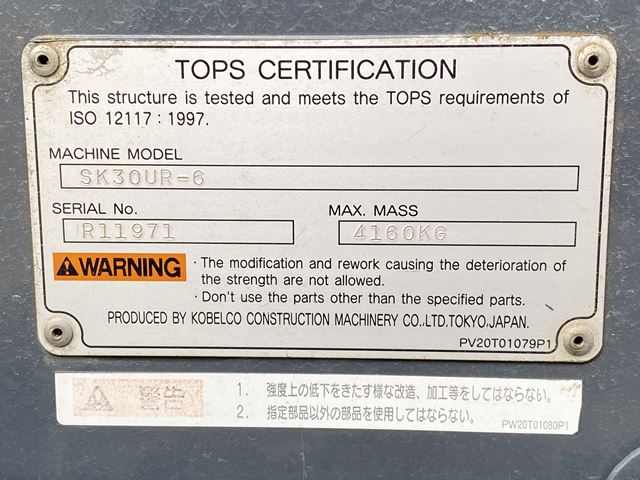 TOPS CERTIFICATION
This structure is tested and meets the TOPS requirements of
ISO 12117 : 1997.
MACHINE MODEL
SK30UR-6
SERIAL No.
MAX. MASS
R11971
4160KG
WARNING
· The modification and rework causing the deterioration of
the strength are not allowed.
· Don't use the parts other than the specified parts.
PRODUCED BY KOBELCO CONSTRUCTION MACHINERY CO.,LTD.TOKYO,JAPAN.
PV20T01079P1
1. 強度上の低下をきたす様な改造、加工等をしてはならない。
2. 指定部品以外の部品を使用してはならない。
PW20T01080P1